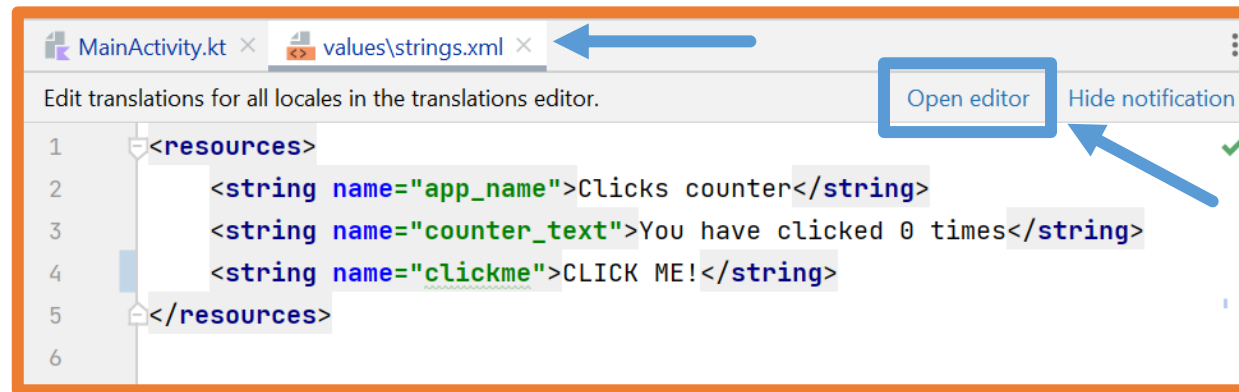 MainActivity.kt values\strings.xml
Edit translations for all locales in the translations editor. Open editor Hide notification
1 <resources>
2 <string name="app_name">Clicks counter</string>
3 <string name="counter_text">You have clicked 0 times</string>
4 <string name="clickme">CLICK ME!</string>
5 </resources>
6